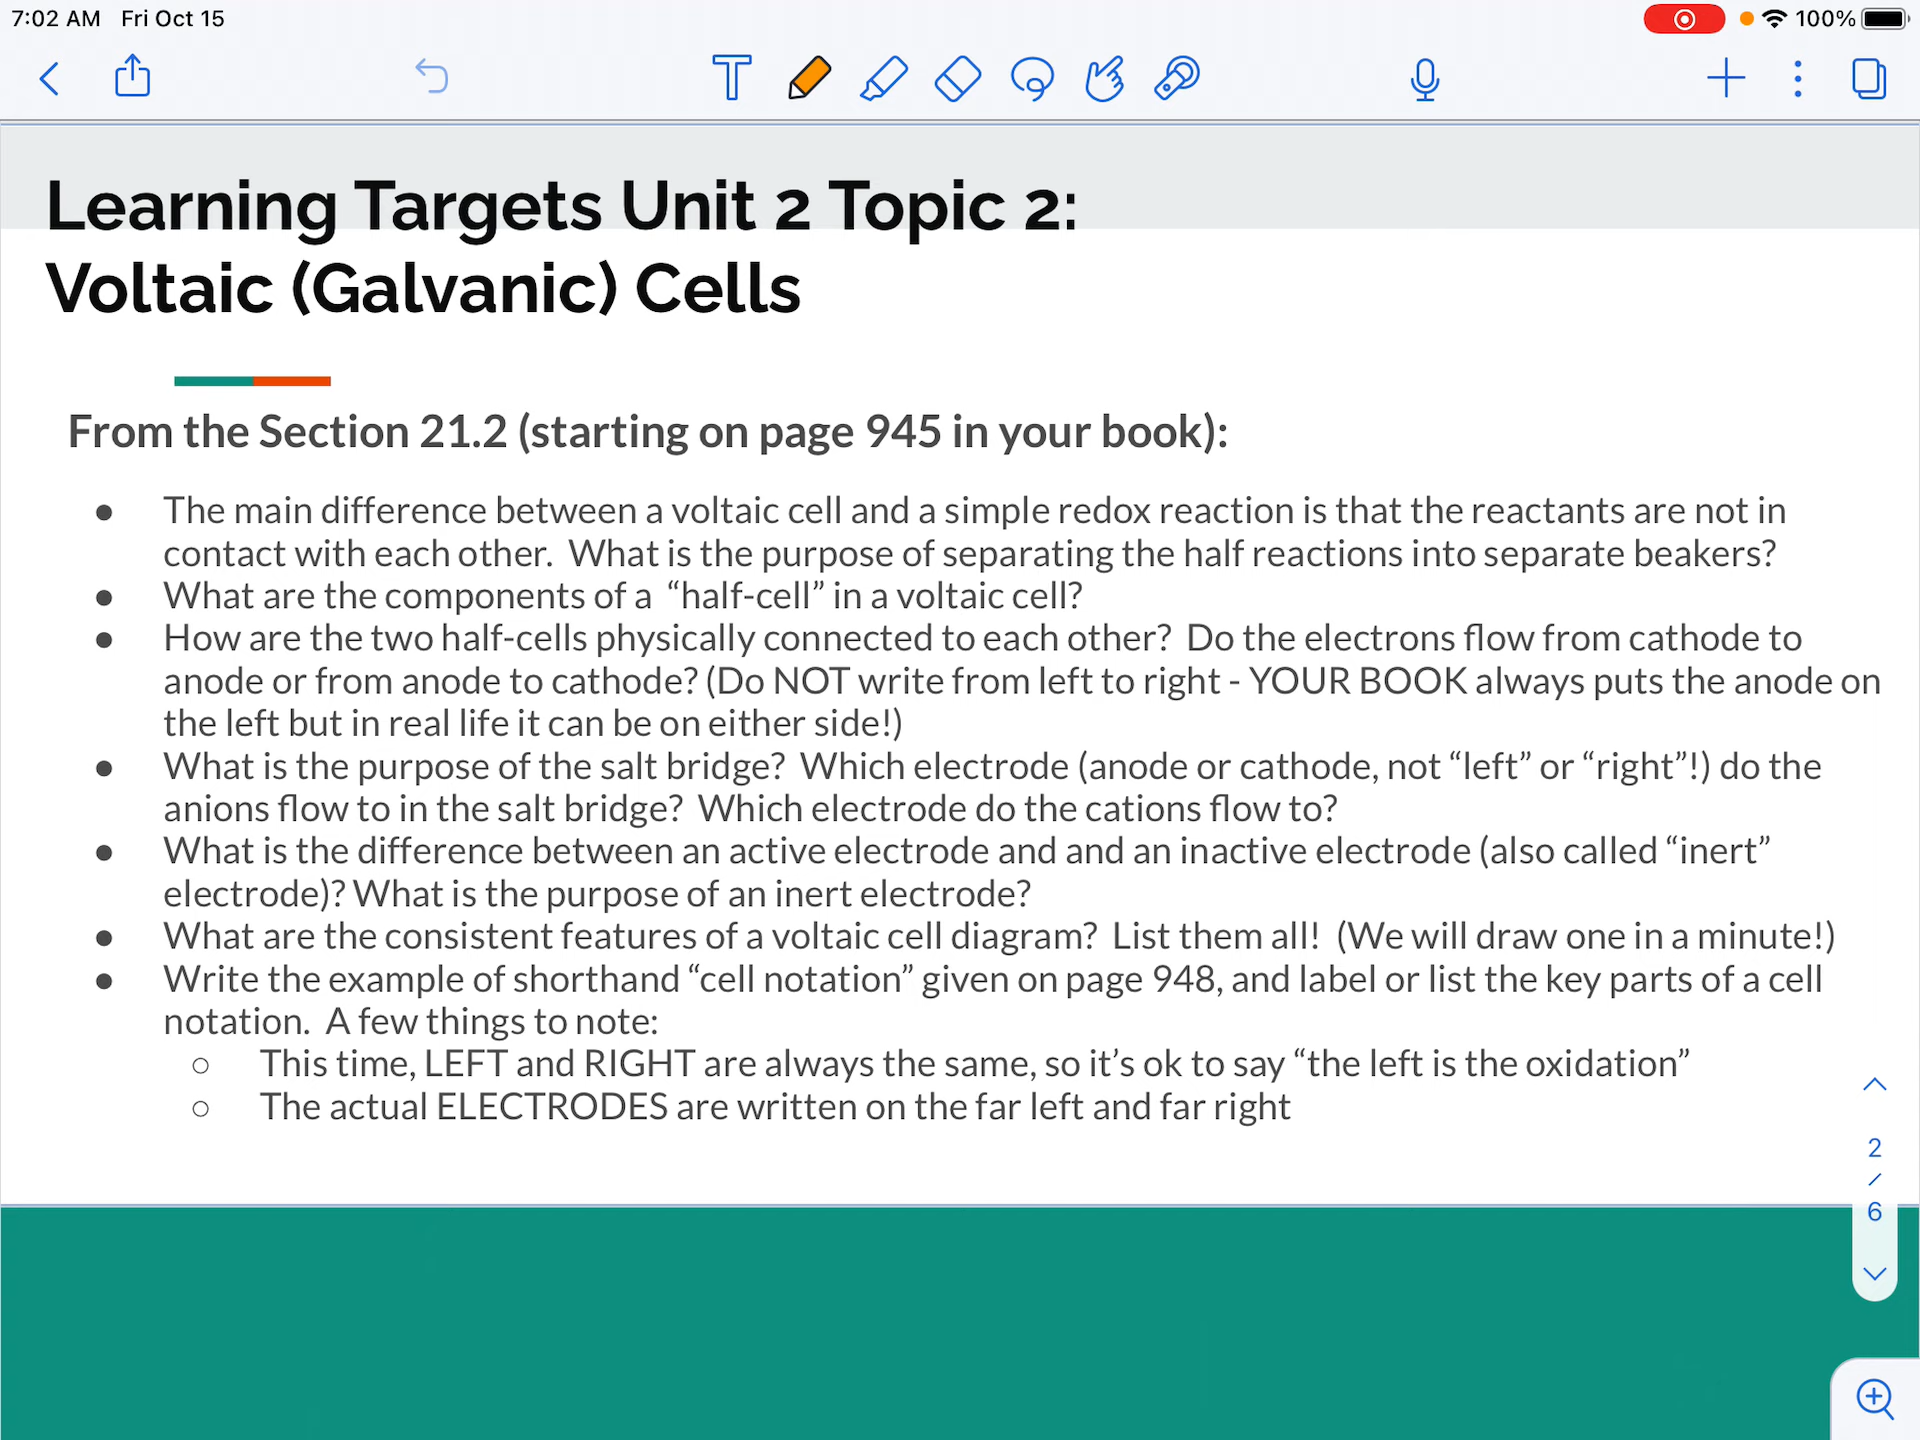 7:02 AM Fri Oct 15
100%
Learning Targets Unit 2 Topic 2:
Voltaic (Galvanic) Cells
From the Section 21.2 (starting on page 945 in your book):
● The main difference between a voltaic cell and a simple redox reaction is that the reactants are not in
contact with each other. What is the purpose of separating the half reactions into separate beakers?
● What are the components of a “half-cell” in a voltaic cell?
● How are the two half-cells physically connected to each other? Do the electrons flow from cathode to
anode or from anode to cathode? (Do NOT write from left to right - YOUR BOOK always puts the anode on
the left but in real life it can be on either side!)
● What is the purpose of the salt bridge? Which electrode (anode or cathode, not “left” or “right”!) do the
anions flow to in the salt bridge? Which electrode do the cations flow to?
● What is the difference between an active electrode and and an inactive electrode (also called “inert”
electrode)? What is the purpose of an inert electrode?
● What are the consistent features of a voltaic cell diagram? List them all! (We will draw one in a minute!)
● Write the example of shorthand “cell notation” given on page 948, and label or list the key parts of a cell
notation. A few things to note:
○ This time, LEFT and RIGHT are always the same, so it’s ok to say “the left is the oxidation”
○ The actual ELECTRODES are written on the far left and far right
2
/
6